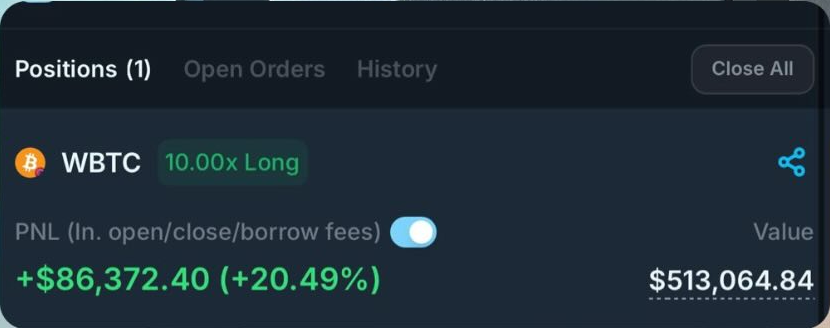 Positions (1) Open Orders History Close All
WBTC 10.00x Long
PNL (In. open/close/borrow fees) Value
+$86,372.40 (+20.49%) $513,064.84